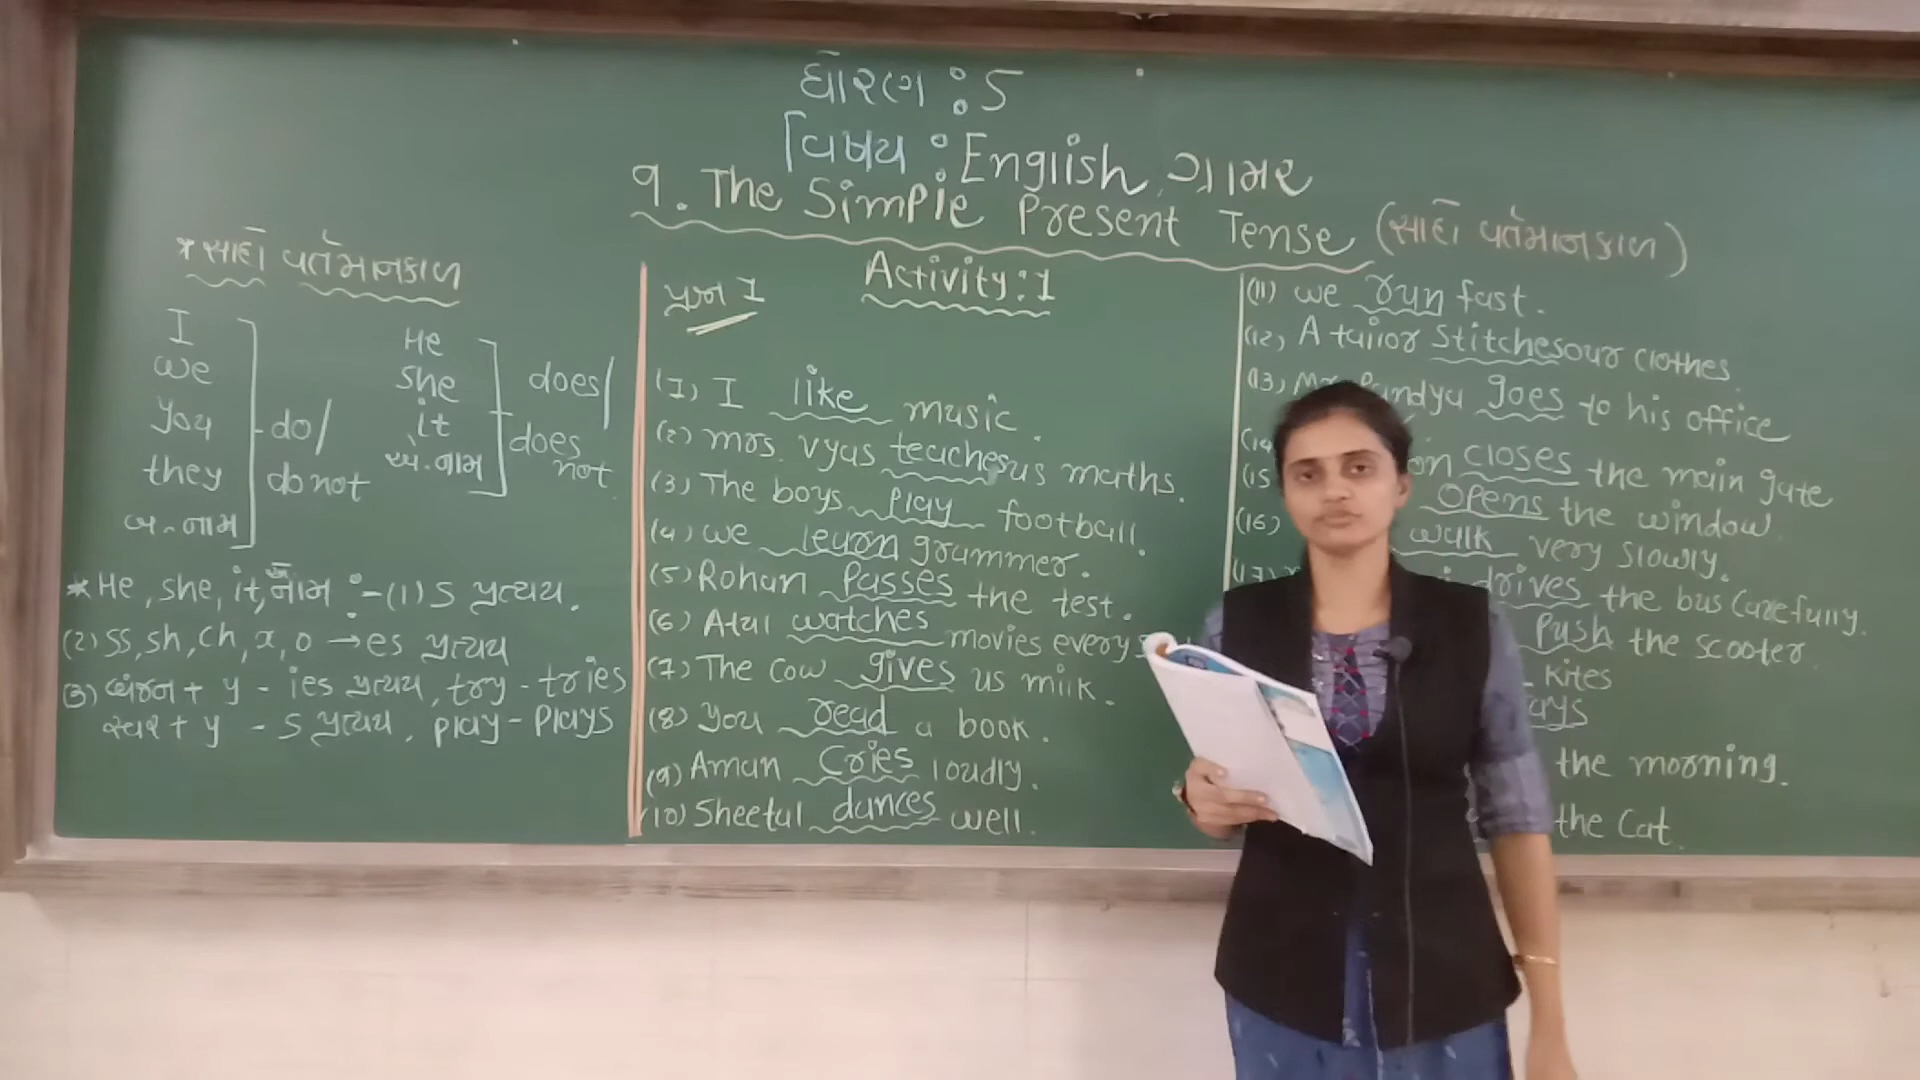 ધોરણ : 5
વિષય : English ગ્રામર
9. The Simple Present Tense (સાદો વર્તમાનકાળ)
* સાદો વર્તમાનકાળ
I
we
you
they
બ.નામ
do/
do not
He
she
it
એ.નામ
does/
does not
* He, she, it, એ.નામ :- (1) s પ્રત્યય.
(2) ss, sh, ch, x, o → es પ્રત્યય
(3) વ્યંજન + y - ies પ્રત્યય, try - tries
સ્વર + y - s પ્રત્યય, play - plays
Activity : 1
પ્રશ્ન 1
(1) I like music.
(2) mrs. vyas teaches us maths.
(3) The boys play football.
(4) we learn grammer.
(5) Rohan passes the test.
(6) Atul watches movies every
(7) The cow gives us milk.
(8) you read a book.
(9) Aman cries loudly.
(10) Sheetal dances well.
(11) we run fast.
(12) A tailor stitches our clothes.
(13) Mr. Pandya goes to his office
(14) closes the main gate
(15) opens the window.
(16) walk very slowly.
(17) drives the bus carefully.
push the scooter.
kites
the morning.
the cat.